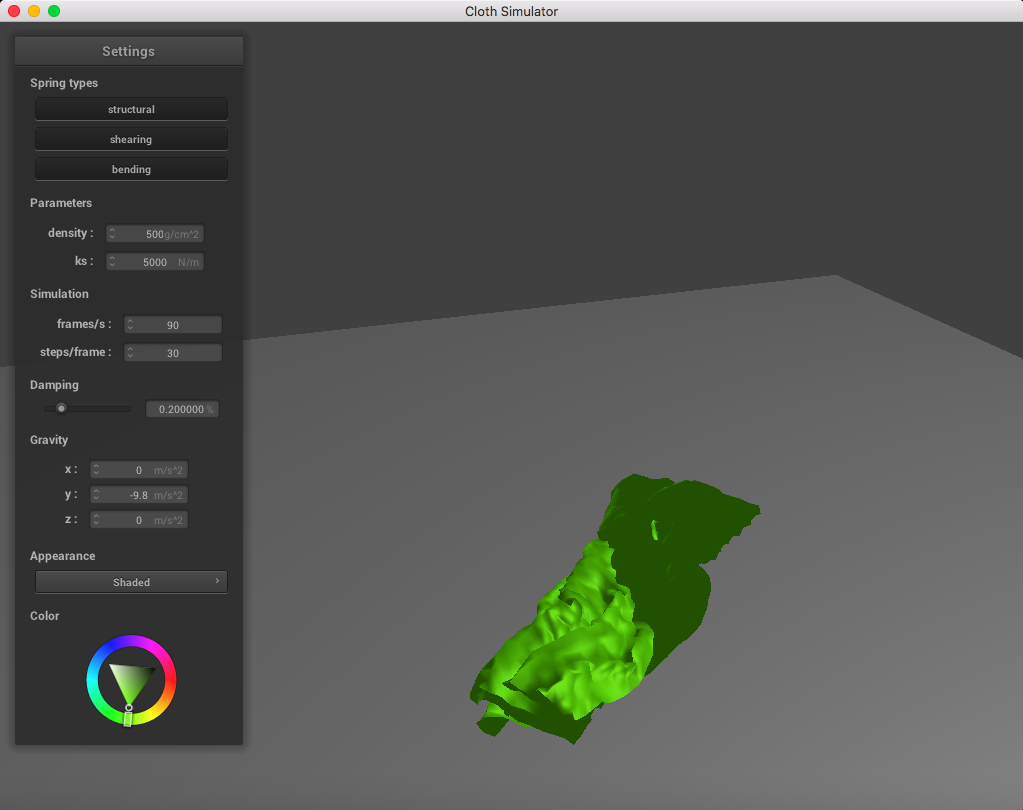 Cloth Simulator
Settings
Spring types
structural
shearing
bending
Parameters
density : 500 g/cm^2
ks : 5000 N/m
Simulation
frames/s : 90
steps/frame : 30
Damping
0.200000 %
Gravity
x : 0 m/s^2
y : -9.8 m/s^2
z : 0 m/s^2
Appearance
Shaded
Color